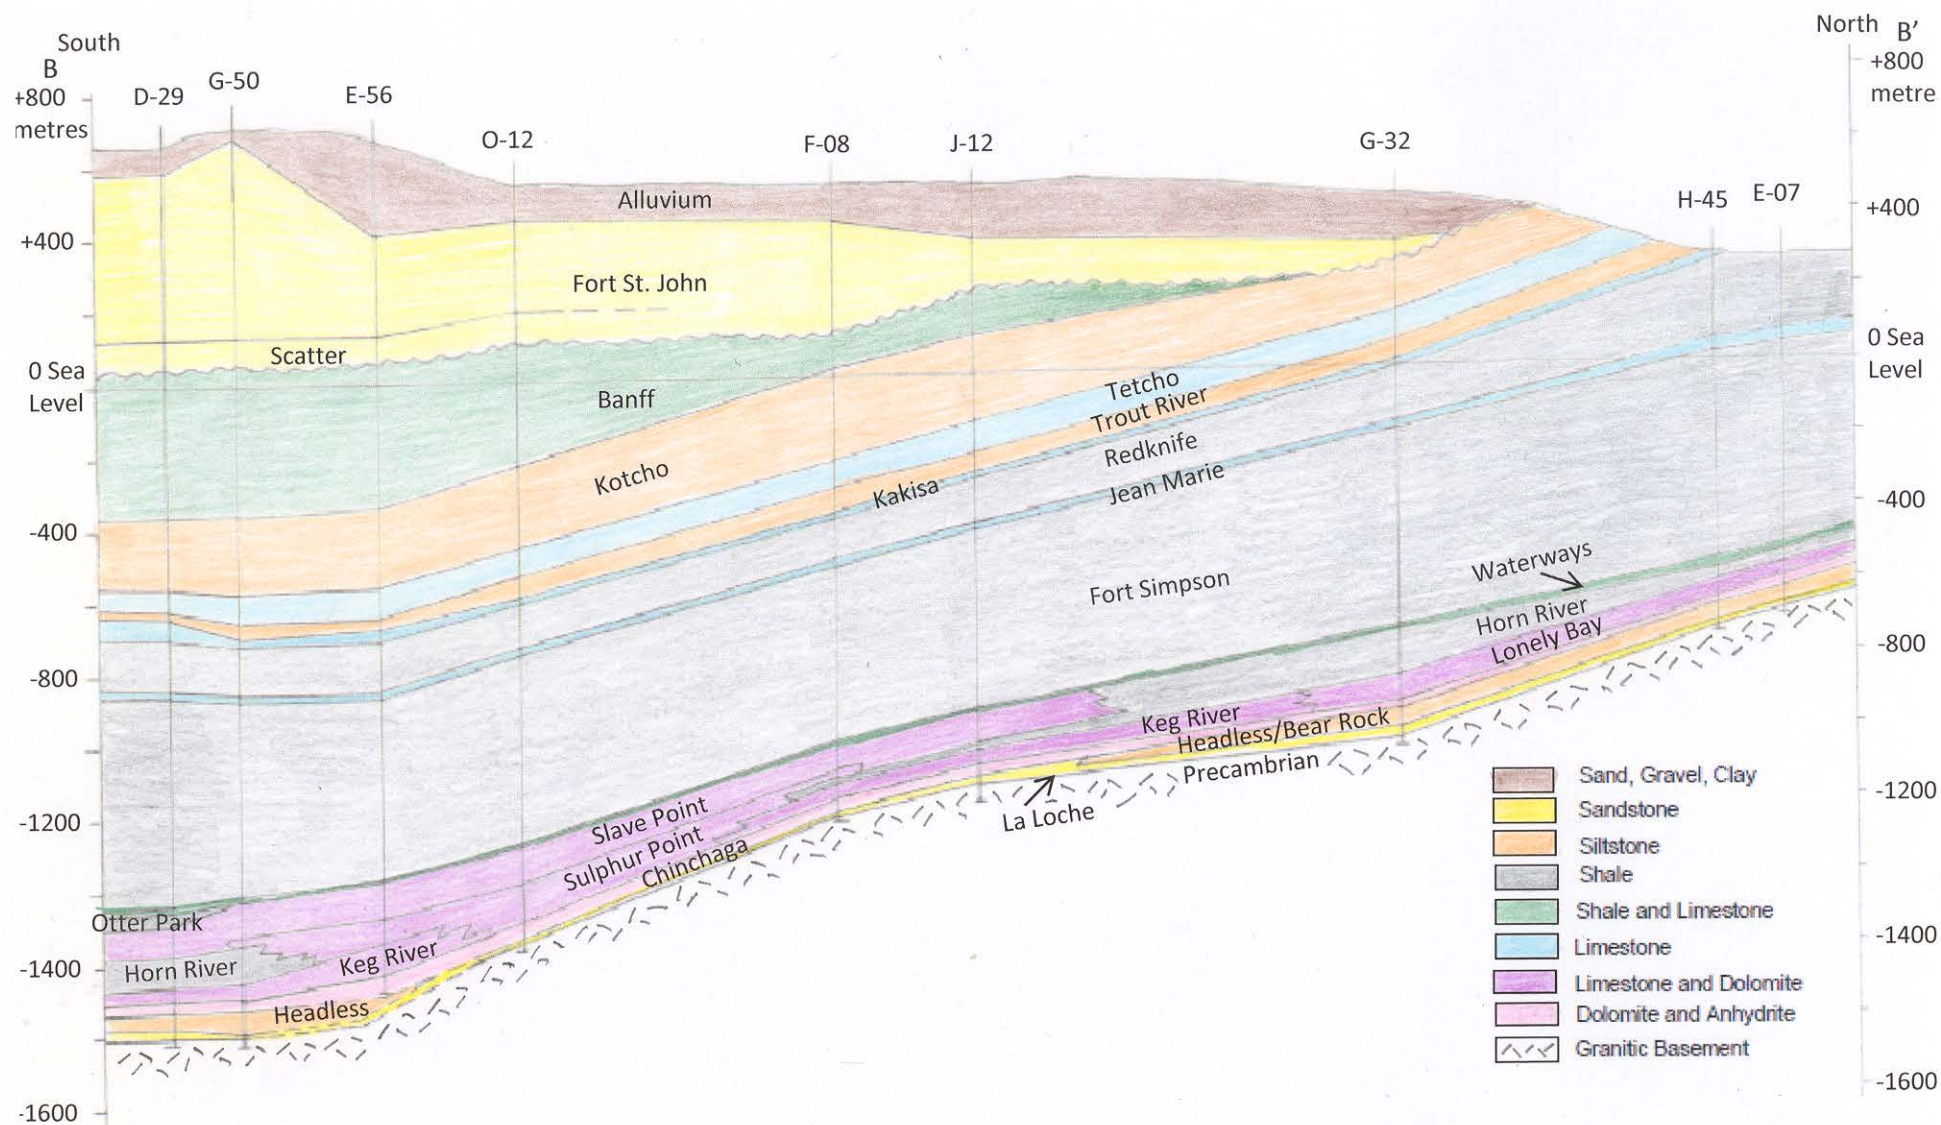 South
B
North B’
D-29
G-50
E-56
O-12
F-08
J-12
G-32
H-45
E-07
+800
metres
+400
0 Sea
Level
-400
-800
-1200
-1400
-1600
+800
metre
+400
0 Sea
Level
-400
-800
-1200
-1400
-1600
Alluvium
Fort St. John
Scatter
Banff
Kotcho
Tetcho
Trout River
Kakisa
Redknife
Jean Marie
Fort Simpson
Waterways
Horn River
Lonely Bay
Keg River
Headless/Bear Rock
Precambrian
La Loche
Slave Point
Sulphur Point
Chinchaga
Otter Park
Horn River
Keg River
Headless
Sand, Gravel, Clay
Sandstone
Siltstone
Shale
Shale and Limestone
Limestone
Limestone and Dolomite
Dolomite and Anhydrite
Granitic Basement